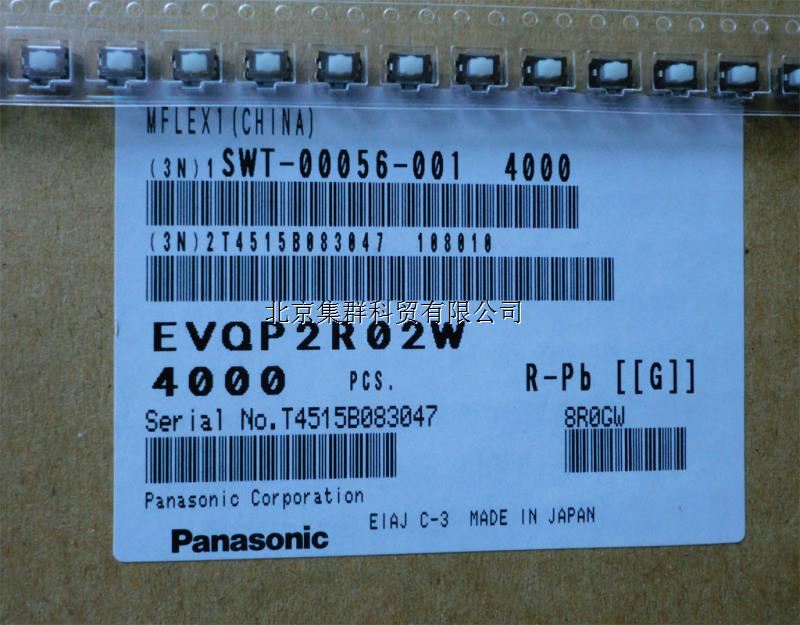 MFLEX1(CHINA)
(3N)1SWT-00056-001 4000
(3N)2T4515B083047 108010
北京集群科贸有限公司
EVQP2R02W
4000 PCS. R-Pb [[G]]
Serial No.T4515B083047 8R0GW
Panasonic Corporation
EIAJ C-3 MADE IN JAPAN
Panasonic